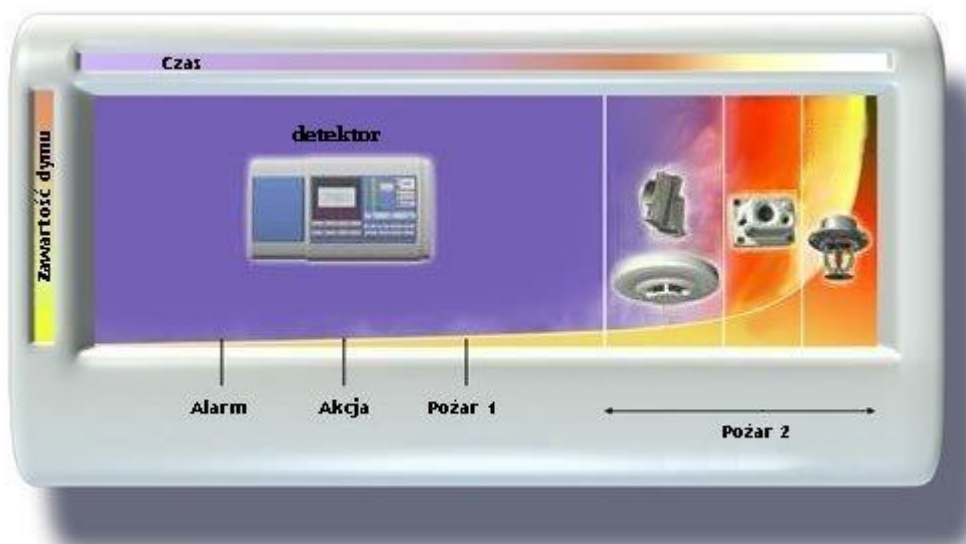 Czas
Zawartość dymu
detektor
Alarm
Akcja
Pożar 1
Pożar 2